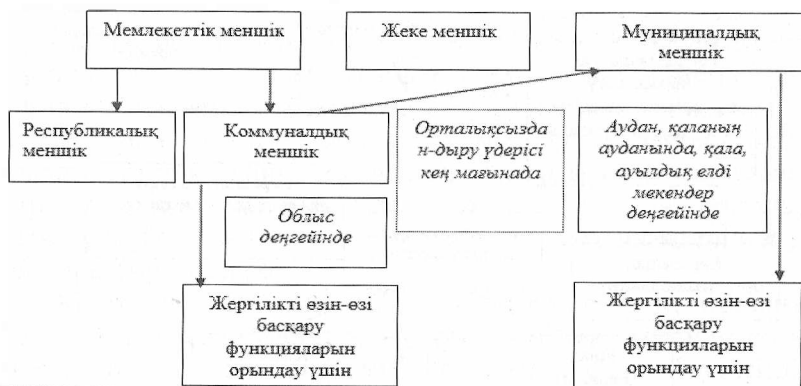 Мемлекеттік меншік
Жеке меншік
Муниципалдық
меншік
Республикалық
меншік
Коммуналдық
меншік
Орталықсызда
н-дыру үдерісі
кең мағынада
Аудан, қаланың
ауданында, қала,
ауылдық елді
мекендер
деңгейінде
Облыс
деңгейінде
Жергілікті өзін-өзі
басқару
функцияларын
орындау үшін
Жергілікті өзін-өзі
басқару
функцияларын
орындау үшін